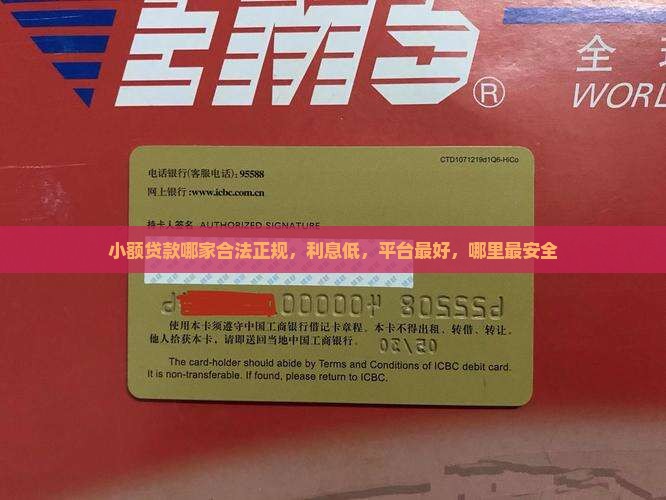 EMS®
全
WORL
CTD1071219d1Q6-HiCo
电话银行(客服电话):95588
网上银行:www.icbc.com.cn
持卡人签名 AUTHORIZED SIGNATURE
小额贷款哪家合法正规，利息低，平台最好，哪里最安全
使用本卡须遵守中国工商银行借记卡章程。本卡不得出租、转借、转让。
他人拾获本卡，请即送回当地中国工商银行。
05/20
The card-holder should abide by Terms and Conditions of ICBC debit card.
It is non-transferable. If found, please return to ICBC.